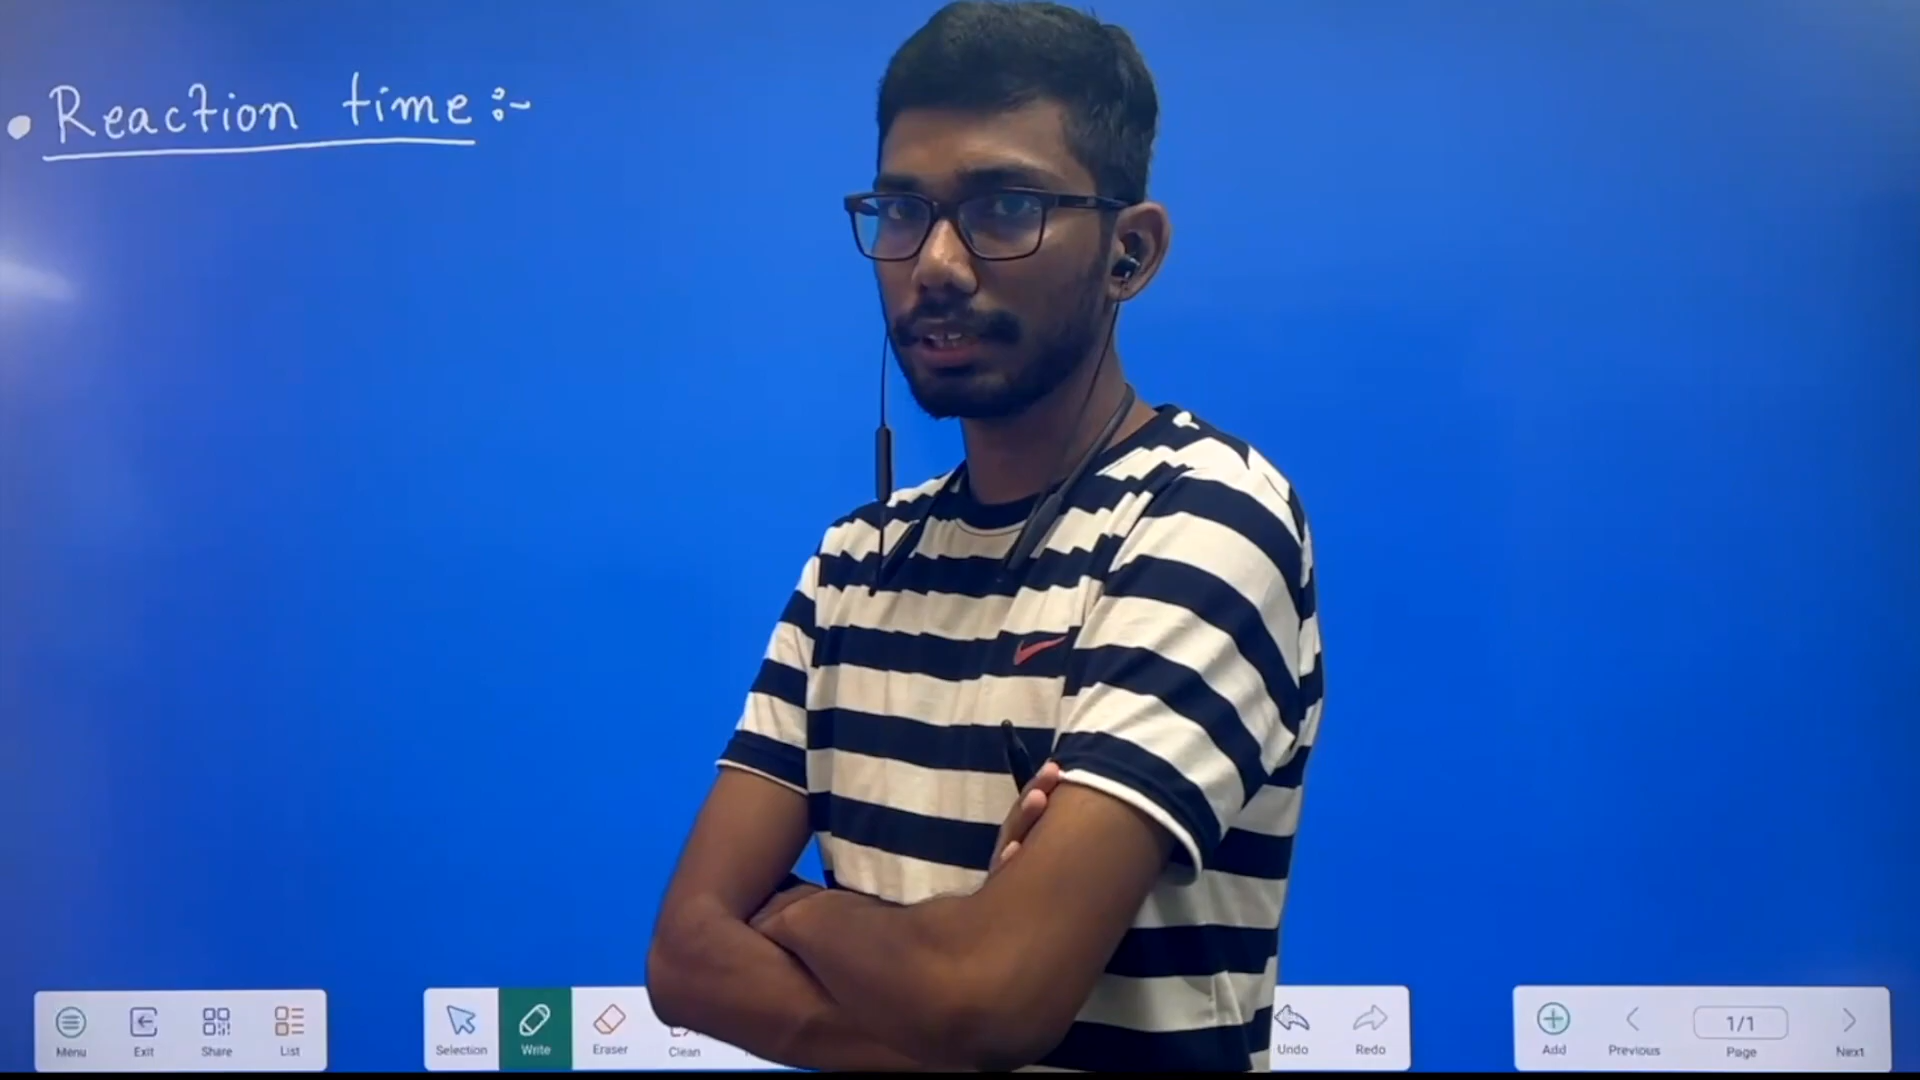 • Reaction time :-
Menu Exit Share List Selection Write Eraser Clean Undo Redo Add Previous 1/1 Page Next